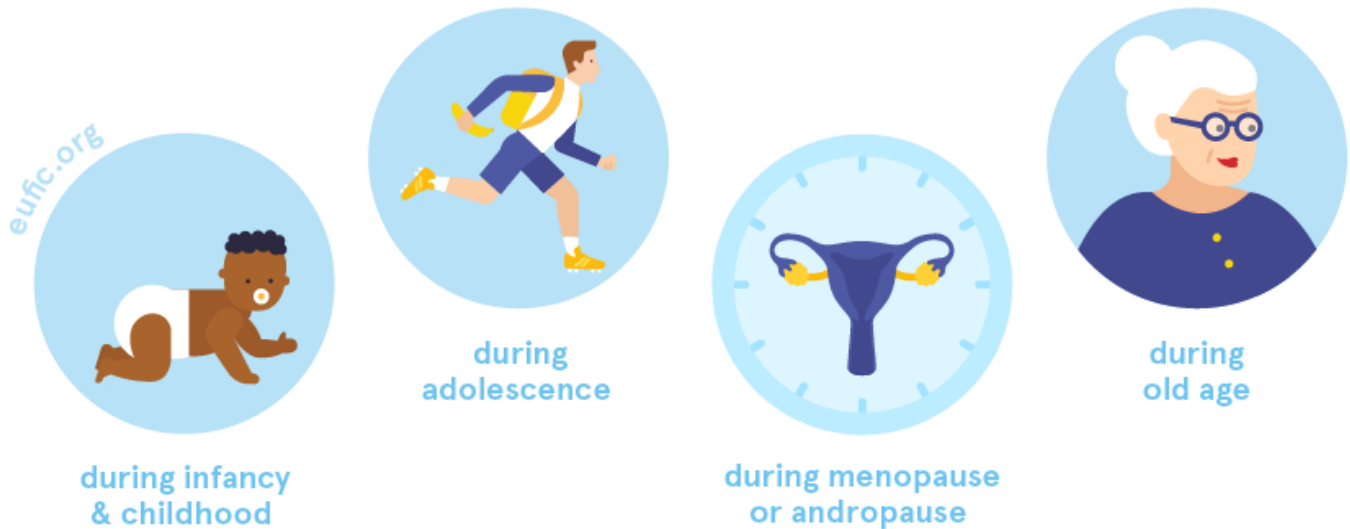 eufic.org
during infancy
& childhood
during
adolescence
during menopause
or andropause
during
old age